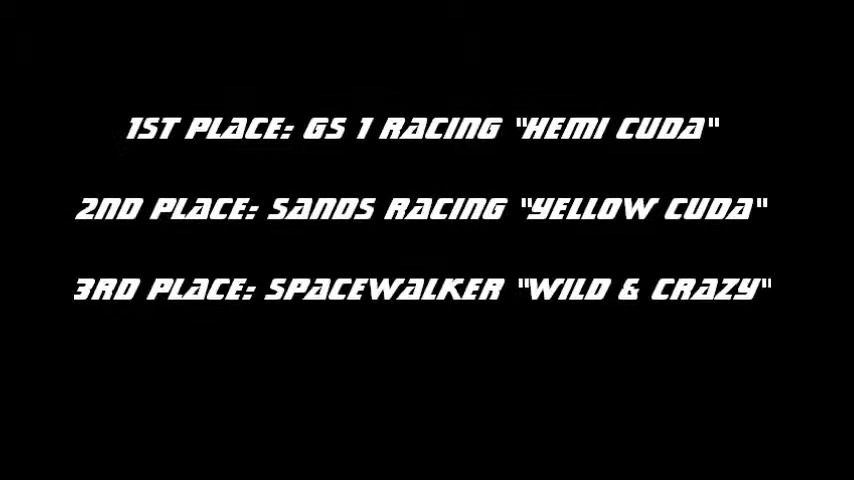 1ST PLACE: GS 1 RACING "HEMI CUDA"
2ND PLACE: SANDS RACING "YELLOW CUDA"
3RD PLACE: SPACEWALKER "WILD & CRAZY"